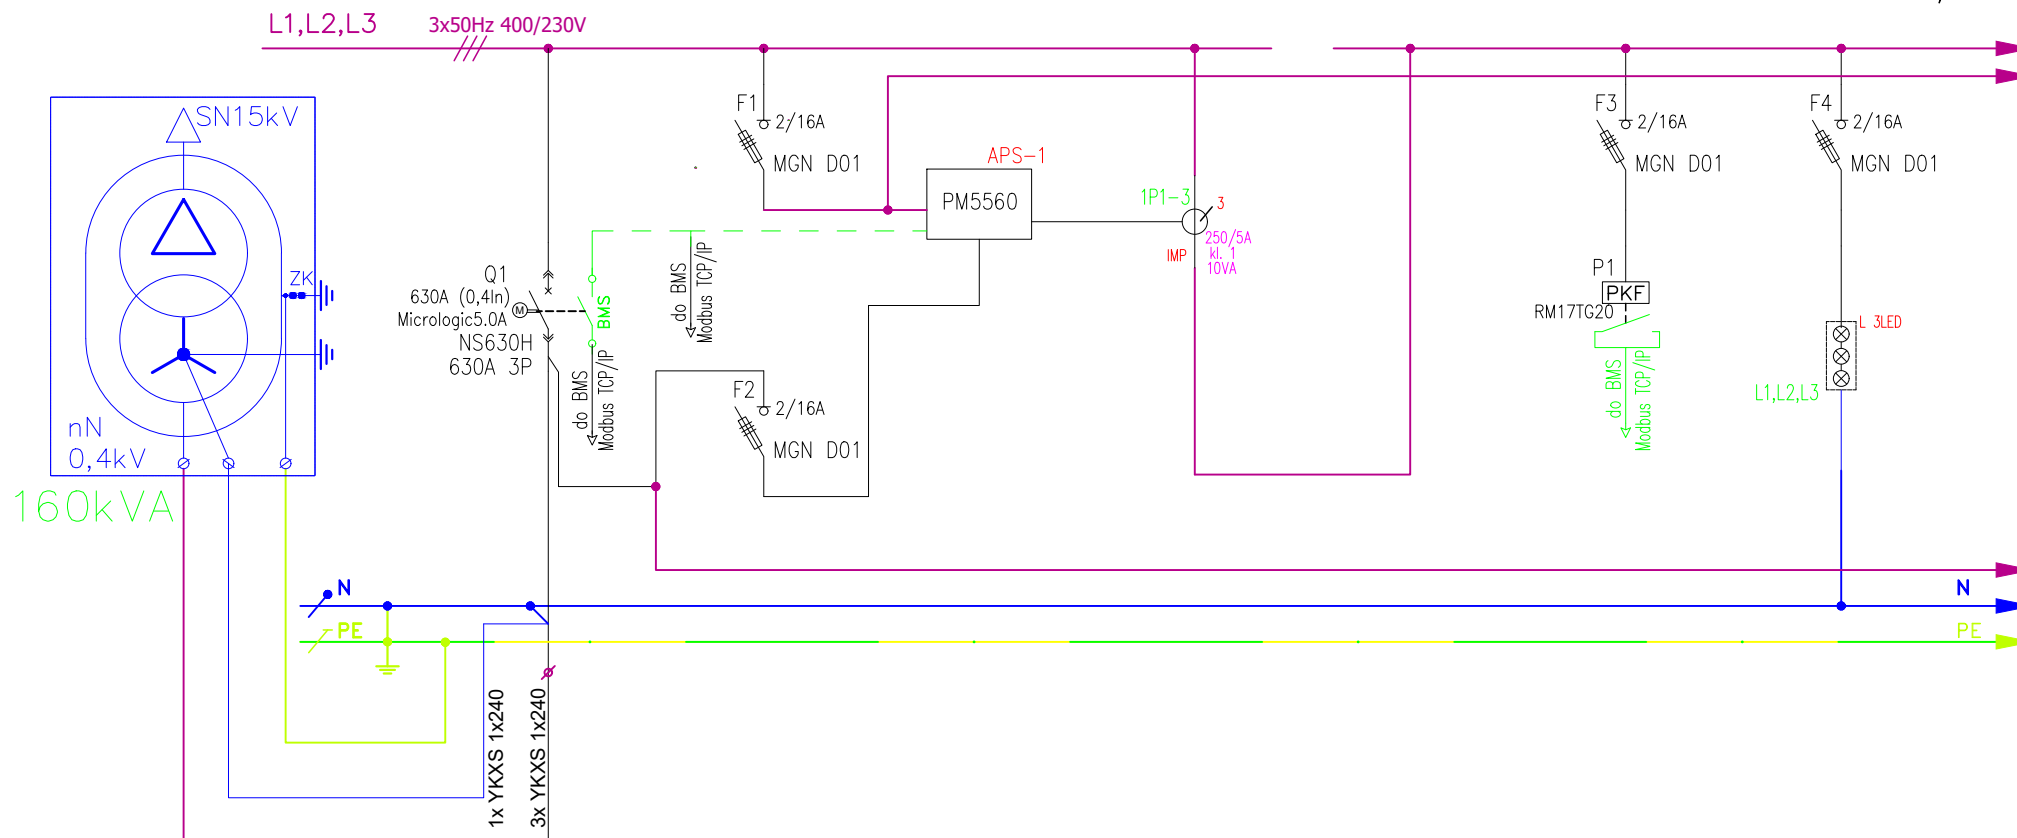 L1,L2,L3
3x50Hz 400/230V
SN15kV
ZK
nN
0,4kV
160kVA
Q1
630A (0,4In)
Micrologic5.0A
NS630H
630A 3P
M
BMS
do BMS
Modbus TCP/IP
do BMS
Modbus TCP/IP
F1
2/16A
MGN DO1
F2
2/16A
MGN DO1
APS-1
PM5560
1P1-3
3
250/5A
kl. 1
10VA
IMP
F3
2/16A
MGN DO1
P1
PKF
RM17TG20
do BMS
Modbus TCP/IP
F4
2/16A
MGN DO1
L 3LED
L1,L2,L3
N
N
PE
PE
1x YKXS 1x240
3x YKXS 1x240